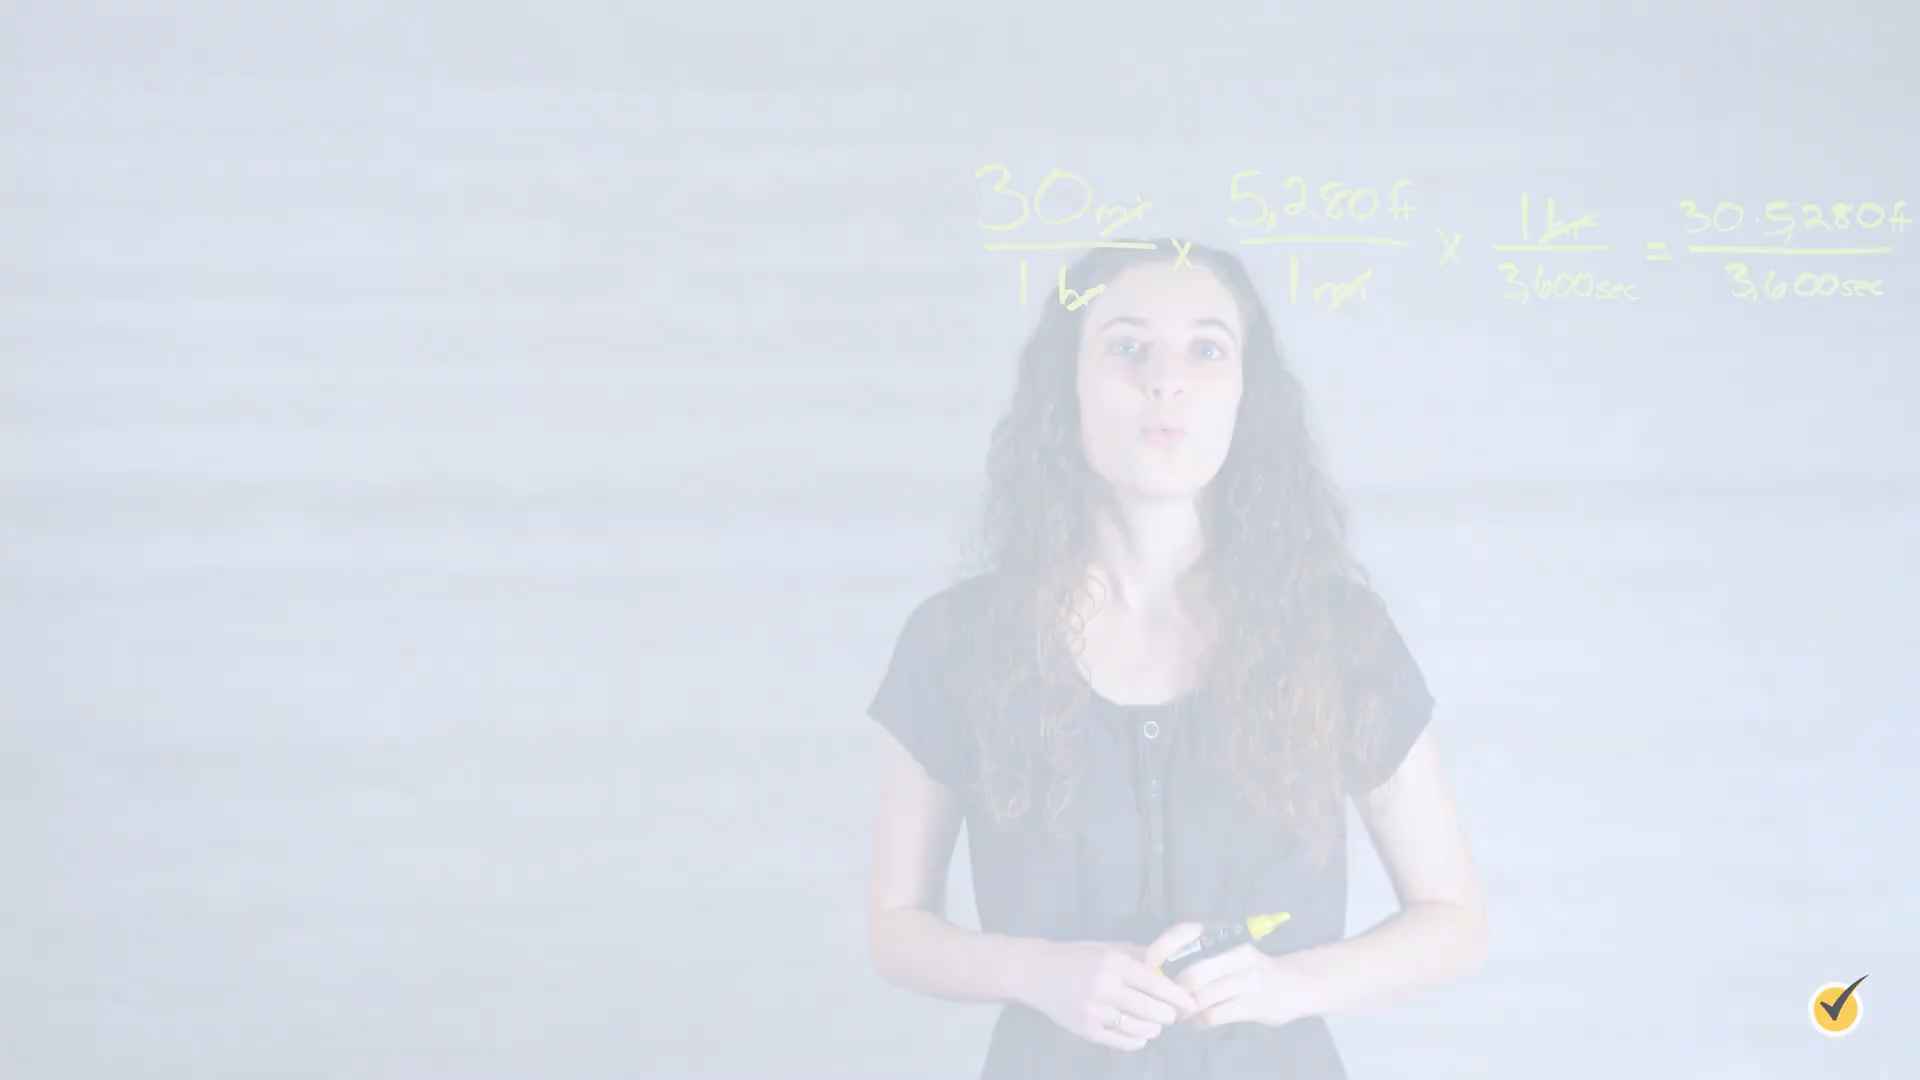 30 mi x 5,280 ft x 1 hr = 30 · 5,280 ft
1 hr 1 mi 3,600 sec 3,600 sec